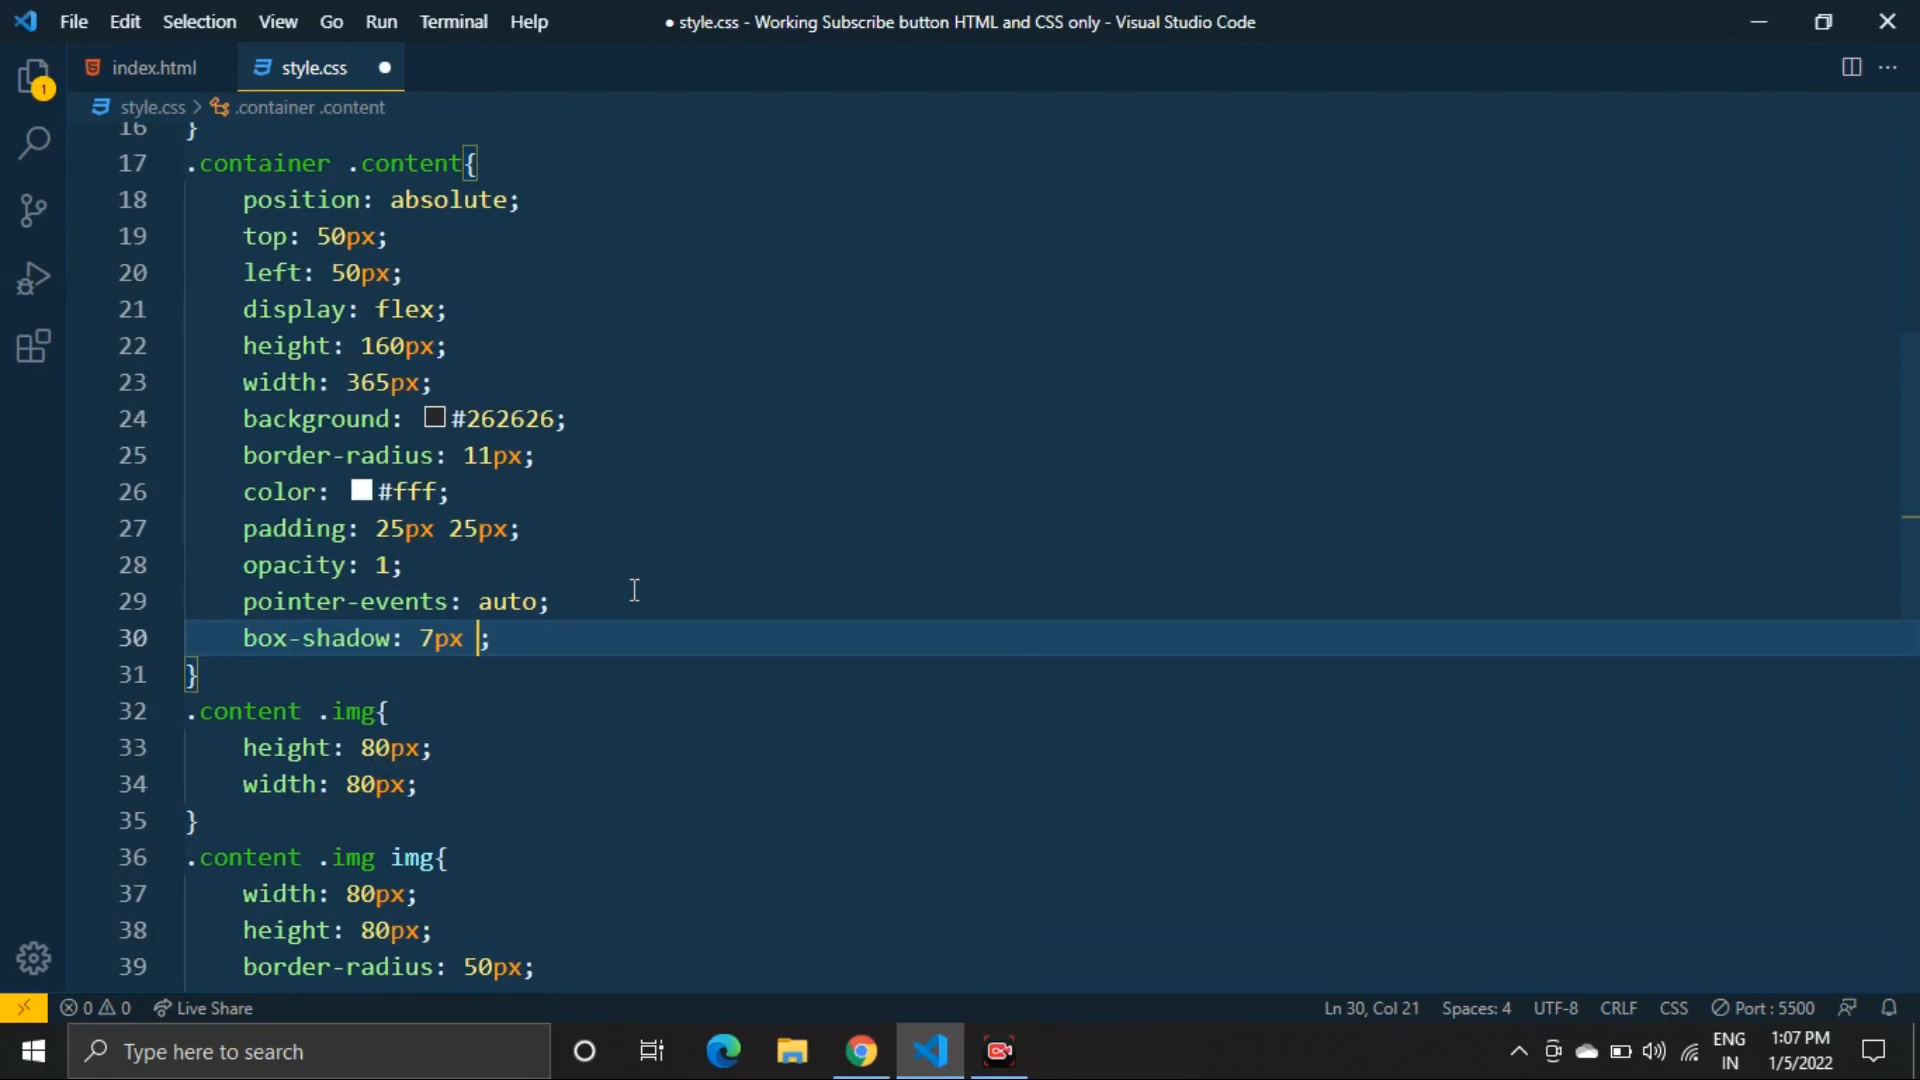 File Edit Selection View Go Run Terminal Help ● style.css - Working Subscribe button HTML and CSS only - Visual Studio Code
index.html style.css
1
style.css > .container .content
16 }
17 .container .content{
18 position: absolute;
19 top: 50px;
20 left: 50px;
21 display: flex;
22 height: 160px;
23 width: 365px;
24 background: #262626;
25 border-radius: 11px;
26 color: #fff;
27 padding: 25px 25px;
28 opacity: 1;
29 pointer-events: auto;
30 box-shadow: 7px ;
31 }
32 .content .img{
33 height: 80px;
34 width: 80px;
35 }
36 .content .img img{
37 width: 80px;
38 height: 80px;
39 border-radius: 50px;
0 0 Live Share Ln 30, Col 21 Spaces: 4 UTF-8 CRLF CSS Port : 5500
Type here to search
ENG 1:07 PM
IN 1/5/2022